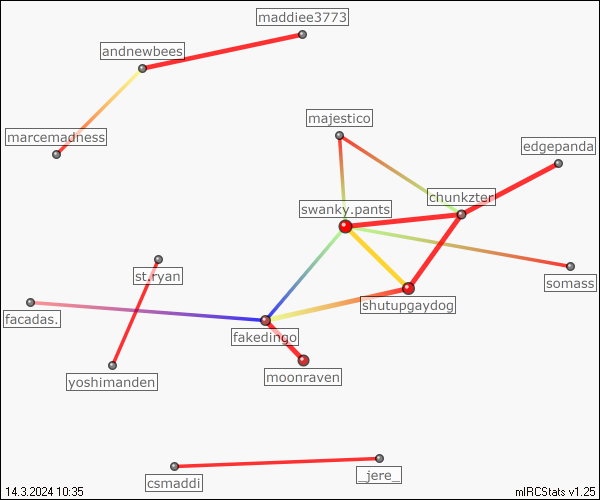 maddiee3773
andnewbees
majestico
marcemadness
edgepanda
chunkzter
swanky.pants
st.ryan
somass
shutupgaydog
facadas.
fakedingo
moonraven
yoshimanden
_jere_
csmaddi
14.3.2024 10:35
mIRCStats v1.25